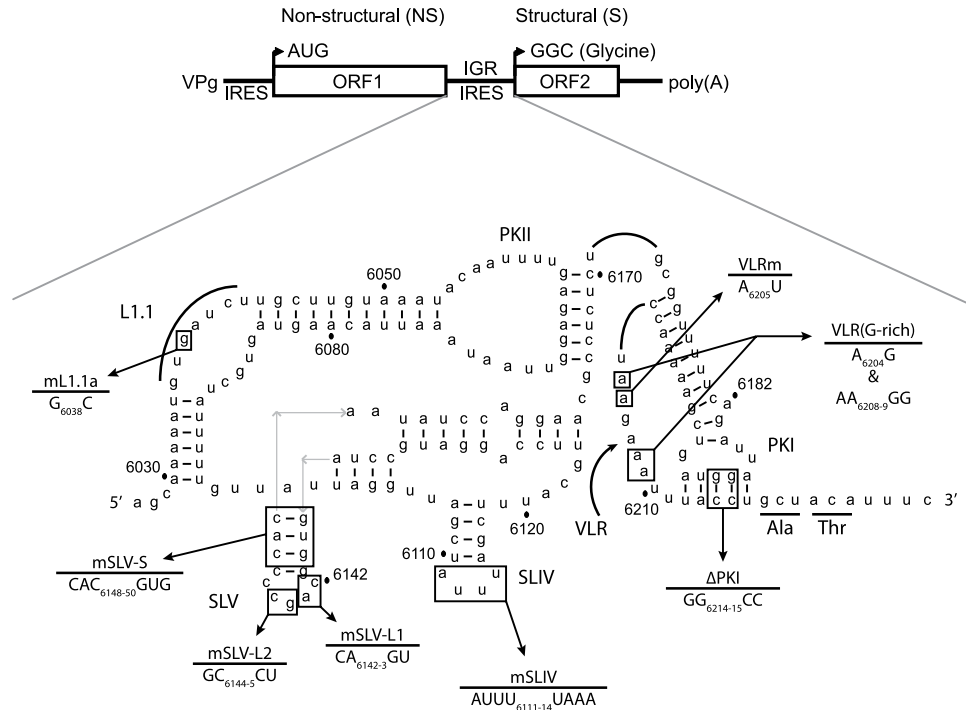 Non-structural (NS)
Structural (S)
AUG
GGC (Glycine)
VPg
IRES
ORF1
IGR
IRES
ORF2
poly(A)
PKII
6050
6170
VLRm
A6205U
L1.1
u g c u u g u a a a a
a g u a a c a u u a a
6080
c a a u u u u
VLR(G-rich)
A6204G
&
AA6208-9GG
mL1.1a
G6038C
6182
6030
5' a g c
a a
u a u c c
g u a g g
a u c c
u u g g a u
PKI
6210
VLR
u g g a
u u a c c u g c u a c a u u u c 3'
Ala
Thr
6120
6110
SLIV
a u u u
mSLV-S
CAC6148-50GUG
SLV
6142
ΔPKI
GG6214-15CC
mSLV-L1
CA6142-3GU
mSLV-L2
GC6144-5CU
mSLIV
AUUU6111-14UAAA